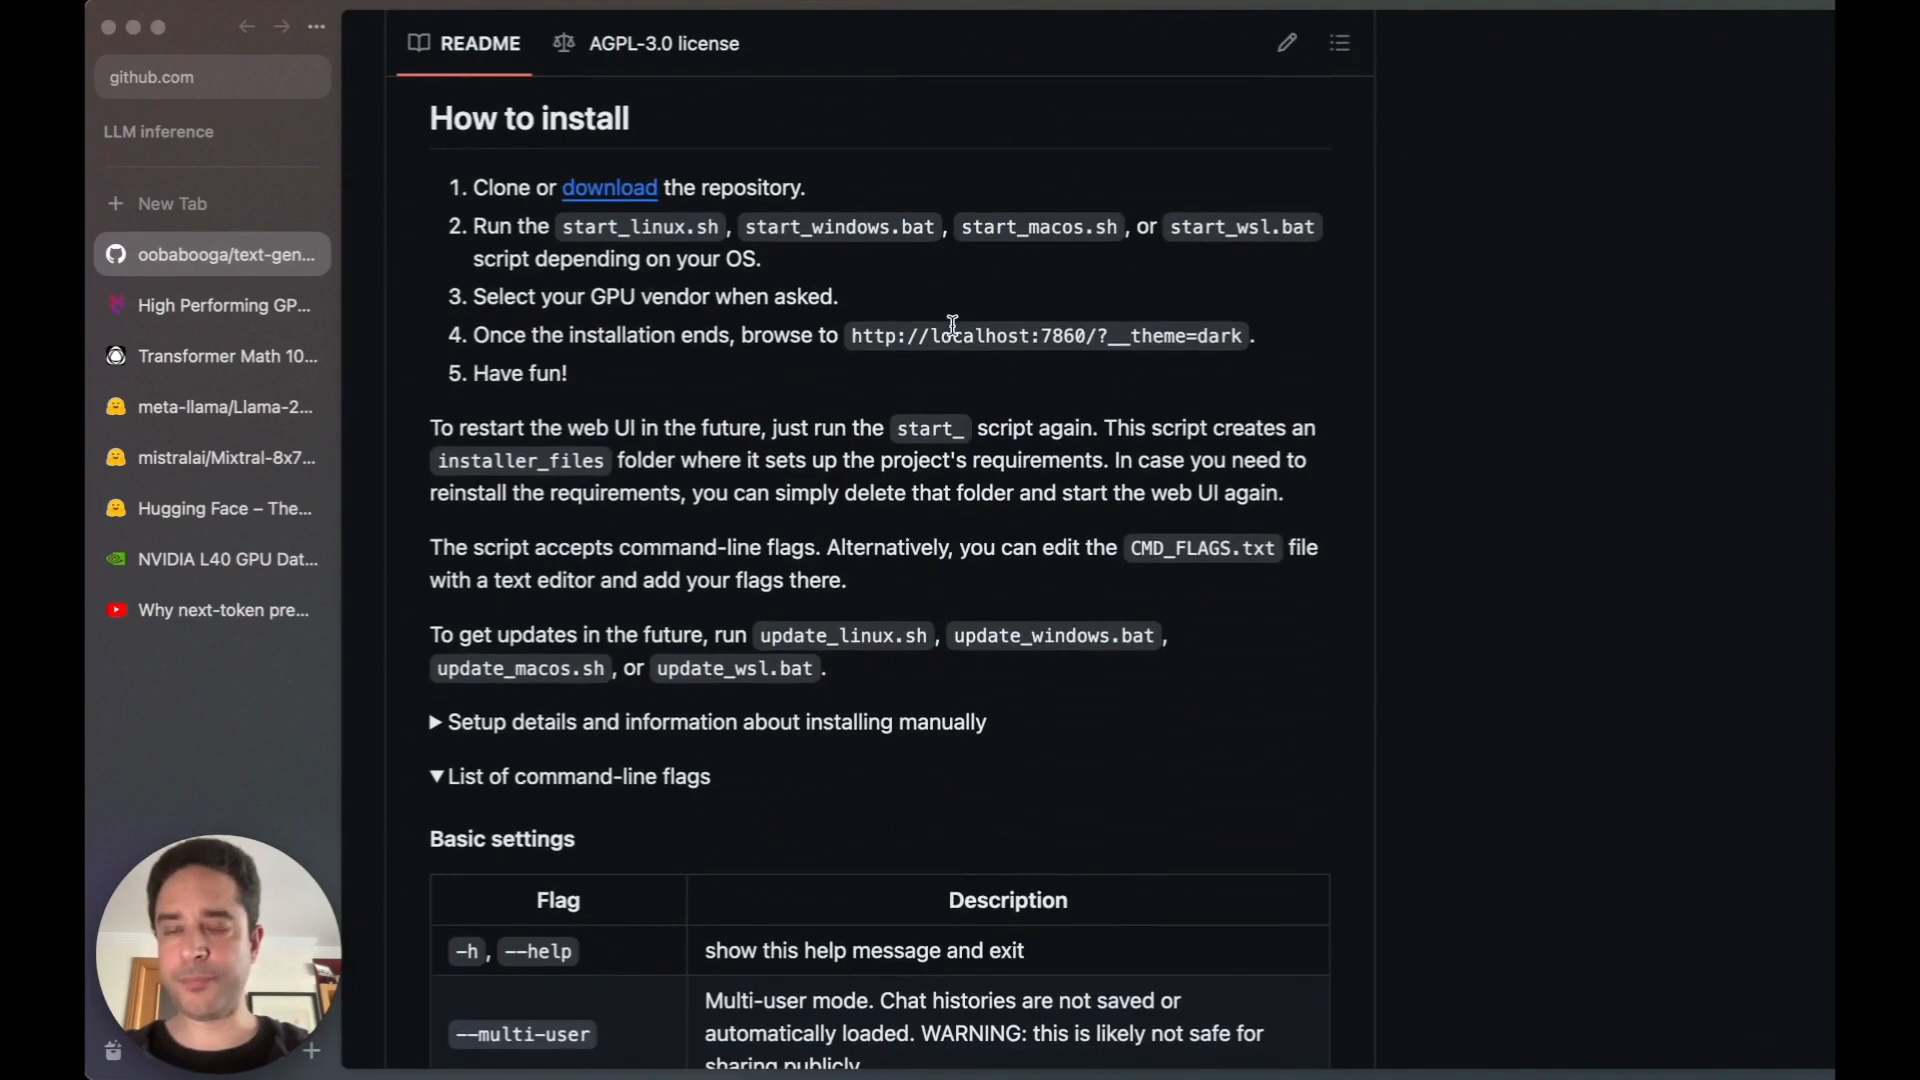 github.com
LLM inference
+ New Tab
oobabooga/text-gen...
High Performing GP...
Transformer Math 10...
meta-llama/Llama-2...
mistralai/Mixtral-8x7...
Hugging Face – The...
NVIDIA L40 GPU Dat...
Why next-token pre...
README
AGPL-3.0 license
How to install
1. Clone or download the repository.
2. Run the start_linux.sh, start_windows.bat, start_macos.sh, or start_wsl.bat
script depending on your OS.
3. Select your GPU vendor when asked.
4. Once the installation ends, browse to http://localhost:7860/?__theme=dark.
5. Have fun!
To restart the web UI in the future, just run the start_ script again. This script creates an
installer_files folder where it sets up the project's requirements. In case you need to
reinstall the requirements, you can simply delete that folder and start the web UI again.
The script accepts command-line flags. Alternatively, you can edit the CMD_FLAGS.txt file
with a text editor and add your flags there.
To get updates in the future, run update_linux.sh, update_windows.bat,
update_macos.sh, or update_wsl.bat.
▶ Setup details and information about installing manually
▼ List of command-line flags
Basic settings
Flag
Description
-h, --help
show this help message and exit
--multi-user
Multi-user mode. Chat histories are not saved or
automatically loaded. WARNING: this is likely not safe for
sharing publicly.